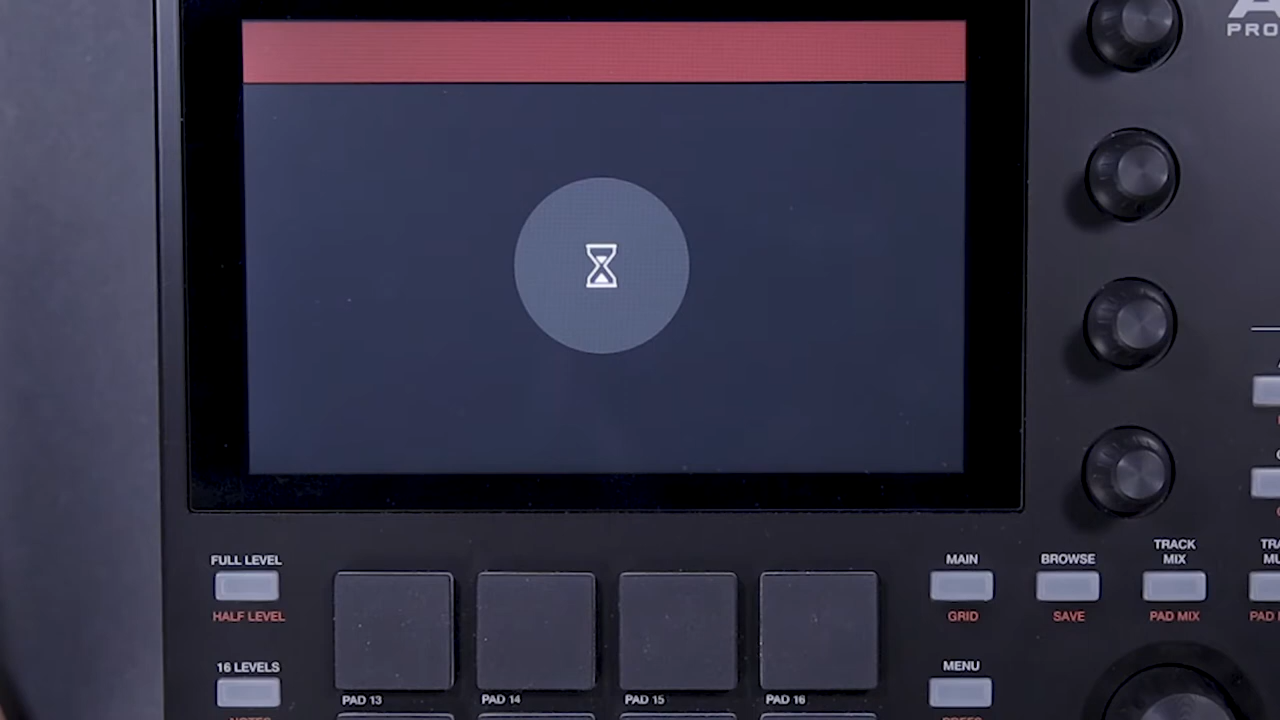 PRO
FULL LEVEL
HALF LEVEL
16 LEVELS
PAD 13
PAD 14
PAD 15
PAD 16
MAIN
GRID
BROWSE
SAVE
TRACK
MIX
PAD MIX
MENU